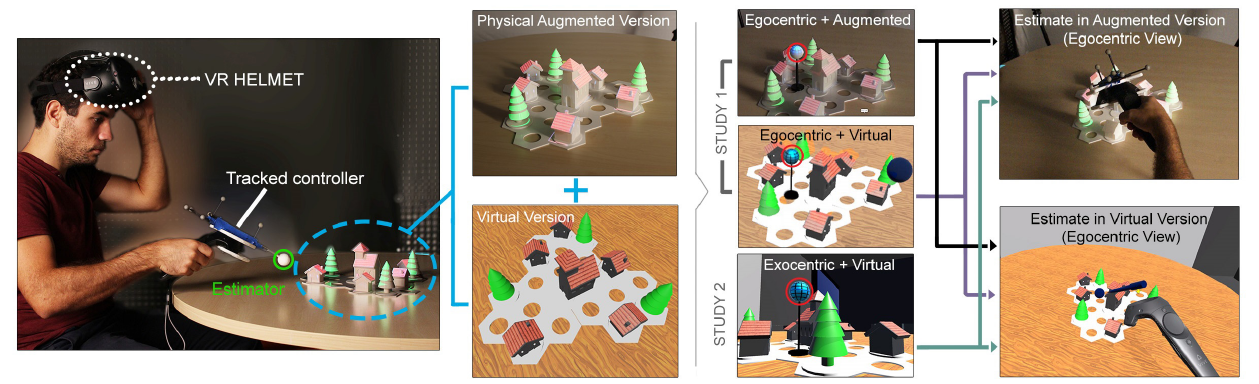 VR HELMET
Tracked controller
Estimator
Physical Augmented Version
+
Virtual Version
STUDY 1
STUDY 2
Egocentric + Augmented
Egocentric + Virtual
Exocentric + Virtual
Estimate in Augmented Version
(Egocentric View)
Estimate in Virtual Version
(Egocentric View)